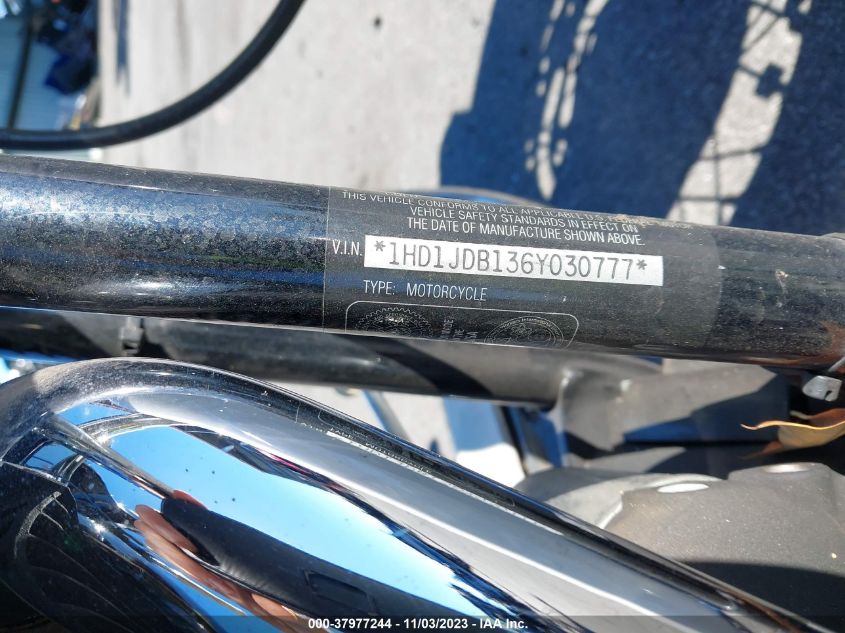 THIS VEHICLE CONFORMS TO ALL APPLICABLE U.S.
VEHICLE SAFETY STANDARDS IN EFFECT ON
THE DATE OF MANUFACTURE SHOWN ABOVE.
V.I.N. *1HD1JDB136Y030777*
TYPE: MOTORCYCLE
000-37977244 - 11/03/2023 - IAA Inc.